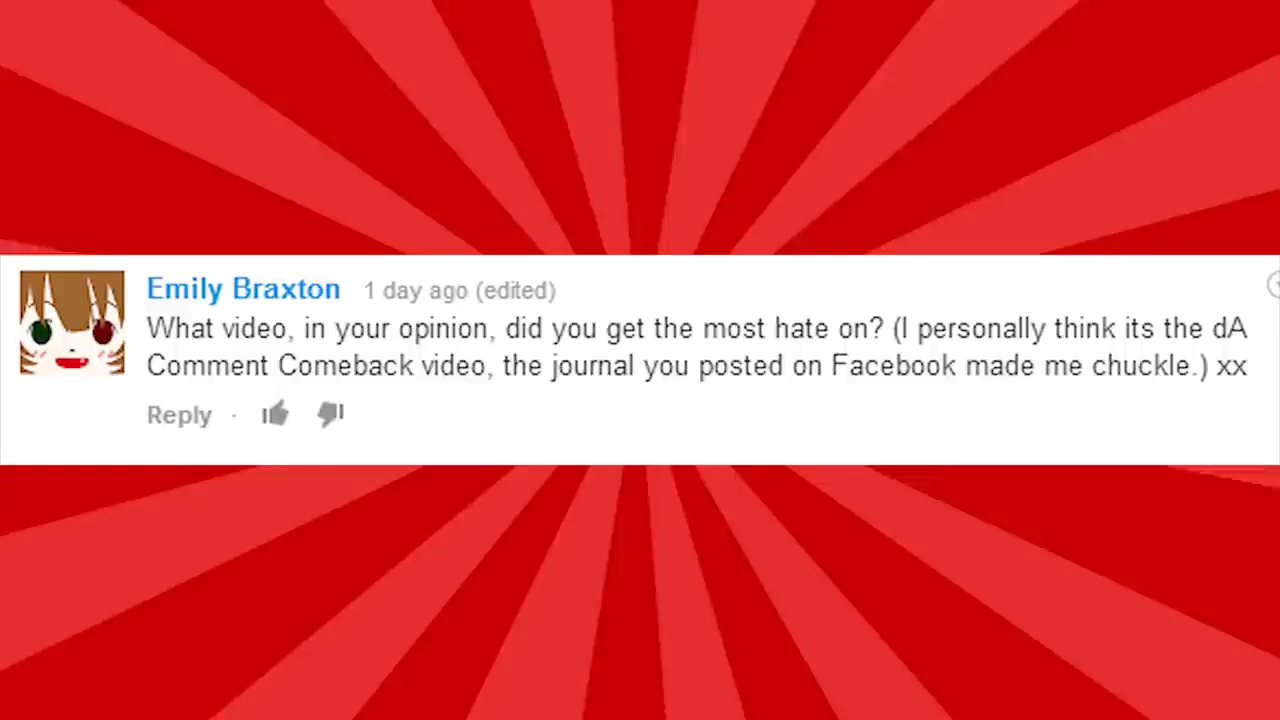 Emily Braxton 1 day ago (edited)
What video, in your opinion, did you get the most hate on? (I personally think its the dA
Comment Comeback video, the journal you posted on Facebook made me chuckle.) xx
Reply ·